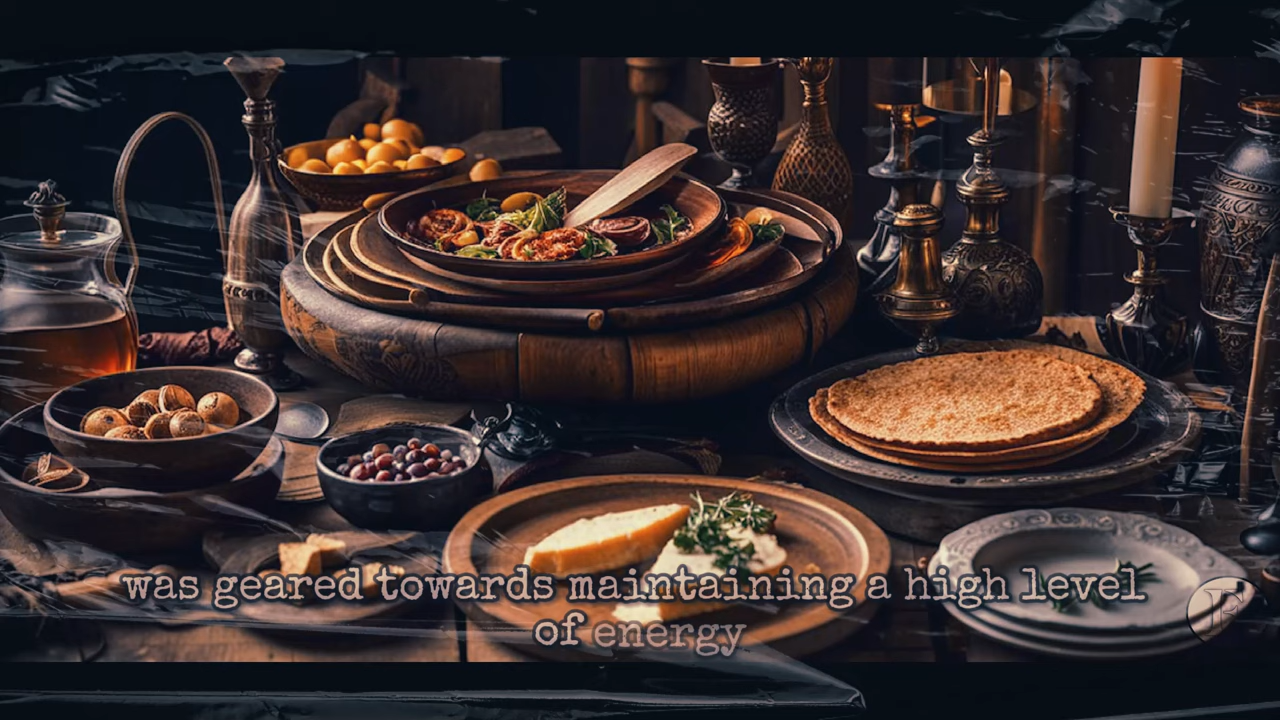 was geared towards maintaining a high level
of energy